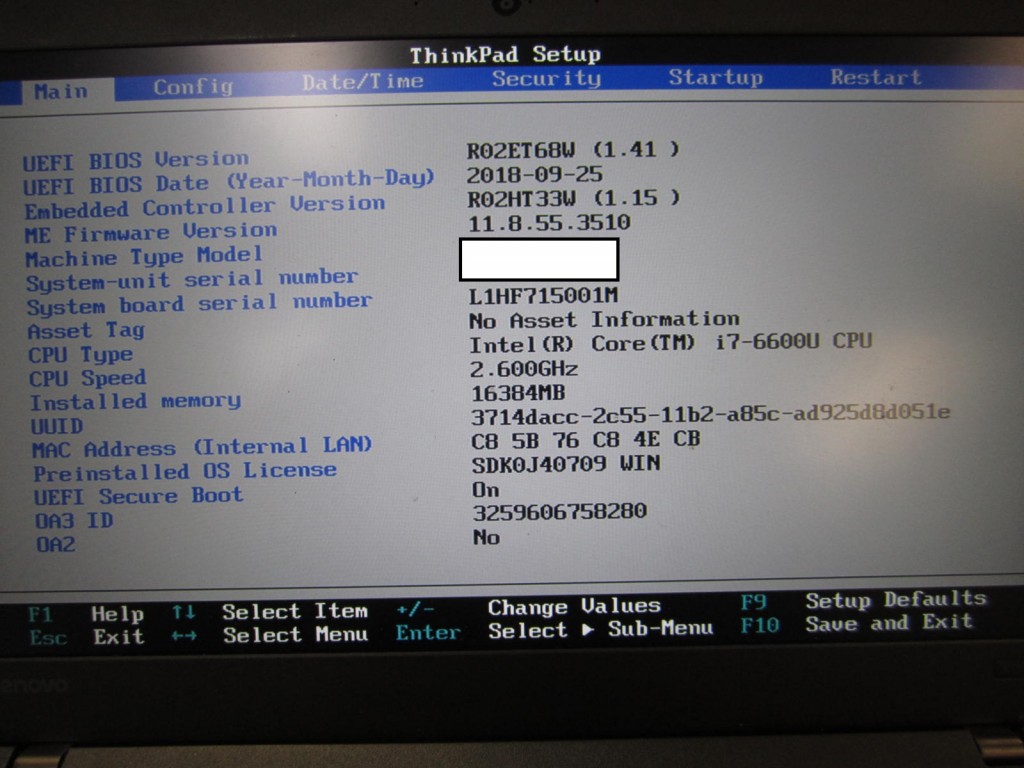 ThinkPad Setup
Main Config Date/Time Security Startup Restart
UEFI BIOS Version R02ET68W (1.41 )
UEFI BIOS Date (Year-Month-Day) 2018-09-25
Embedded Controller Version R02HT33W (1.15 )
ME Firmware Version 11.8.55.3510
Machine Type Model
System-unit serial number
System board serial number L1HF715001M
Asset Tag No Asset Information
CPU Type Intel(R) Core(TM) i7-6600U CPU
CPU Speed 2.600GHz
Installed memory 16384MB
UUID 3714dacc-2c55-11b2-a85c-ad925d8d051e
MAC Address (Internal LAN) C8 5B 76 C8 4E CB
Preinstalled OS License SDK0J40709 WIN
UEFI Secure Boot On
OA3 ID 3259606758280
OA2 No
F1 Help ↑↓ Select Item +/- Change Values F9 Setup Defaults
Esc Exit ←→ Select Menu Enter Select ▶ Sub-Menu F10 Save and Exit
lenovo